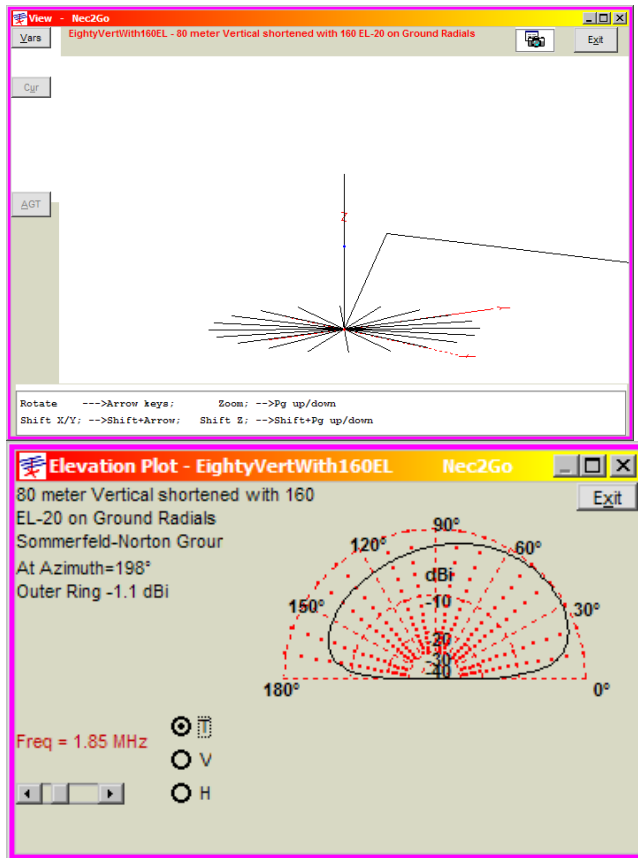 View - Nec2Go
Vars
EightyVertWith160EL - 80 meter Vertical shortened with 160 EL-20 on Ground Radials
Exit
Cur
AGT
Z
Rotate --->Arrow keys; Zoom; -->Pg up/down
Shift X/Y; -->Shift+Arrow; Shift Z; -->Shift+Pg up/down
Elevation Plot - EightyVertWith160EL Nec2Go
80 meter Vertical shortened with 160
EL-20 on Ground Radials
Sommerfeld-Norton Grour
At Azimuth=198°
Outer Ring -1.1 dBi
Exit
90°
120°
60°
dBi
150°
-10
30°
-20
-30
-40
180°
0°
Freq = 1.85 MHz
T
V
H